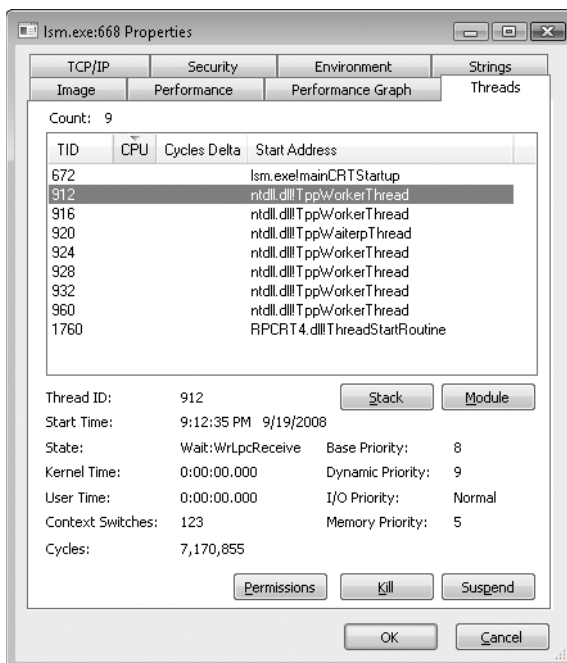 lsm.exe:668 Properties
TCP/IP Security Environment Strings
Image Performance Performance Graph Threads
Count: 9
TID CPU Cycles Delta Start Address
672 lsm.exe!mainCRTStartup
912 ntdll.dll!TppWorkerThread
916 ntdll.dll!TppWorkerThread
920 ntdll.dll!TppWaiterpThread
924 ntdll.dll!TppWorkerThread
928 ntdll.dll!TppWorkerThread
932 ntdll.dll!TppWorkerThread
960 ntdll.dll!TppWorkerThread
1760 RPCRT4.dll!ThreadStartRoutine
Thread ID: 912 Stack Module
Start Time: 9:12:35 PM 9/19/2008
State: Wait:WrLpcReceive Base Priority: 8
Kernel Time: 0:00:00.000 Dynamic Priority: 9
User Time: 0:00:00.000 I/O Priority: Normal
Context Switches: 123 Memory Priority: 5
Cycles: 7,170,855
Permissions Kill Suspend
OK Cancel